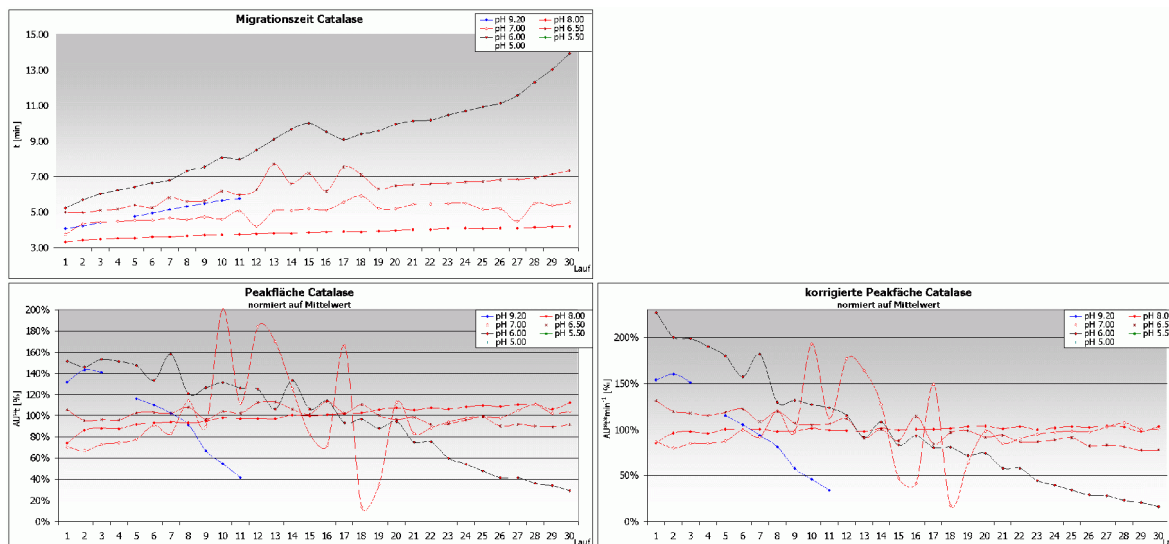 Migrationszeit Catalase
pH 9.20 pH 8.00
pH 7.00 pH 6.50
pH 6.00 pH 5.50
pH 5.00
t [min]
15.00
13.00
11.00
9.00
7.00
5.00
3.00
1 2 3 4 5 6 7 8 9 10 11 12 13 14 15 16 17 18 19 20 21 22 23 24 25 26 27 28 29 30
Lauf
Peakfläche Catalase
normiert auf Mittelwert
pH 9.20 pH 8.00
pH 7.00 pH 6.50
pH 6.00 pH 5.50
pH 5.00
AU*t [%]
200%
180%
160%
140%
120%
100%
80%
60%
40%
20%
0%
1 2 3 4 5 6 7 8 9 10 11 12 13 14 15 16 17 18 19 20 21 22 23 24 25 26 27 28 29 30
Lauf
korrigierte Peakfäche Catalase
normiert auf Mittelwert
pH 9.20 pH 8.0
pH 7.00 pH 6.5
pH 6.00 pH 5.5
pH 5.00
200%
150%
100%
50%
0%
1 2 3 4 5 6 7 8 9 10 11 12 13 14 15 16 17 18 19 20 21 22 23 24 25 26 27 28 29 30
Lauf